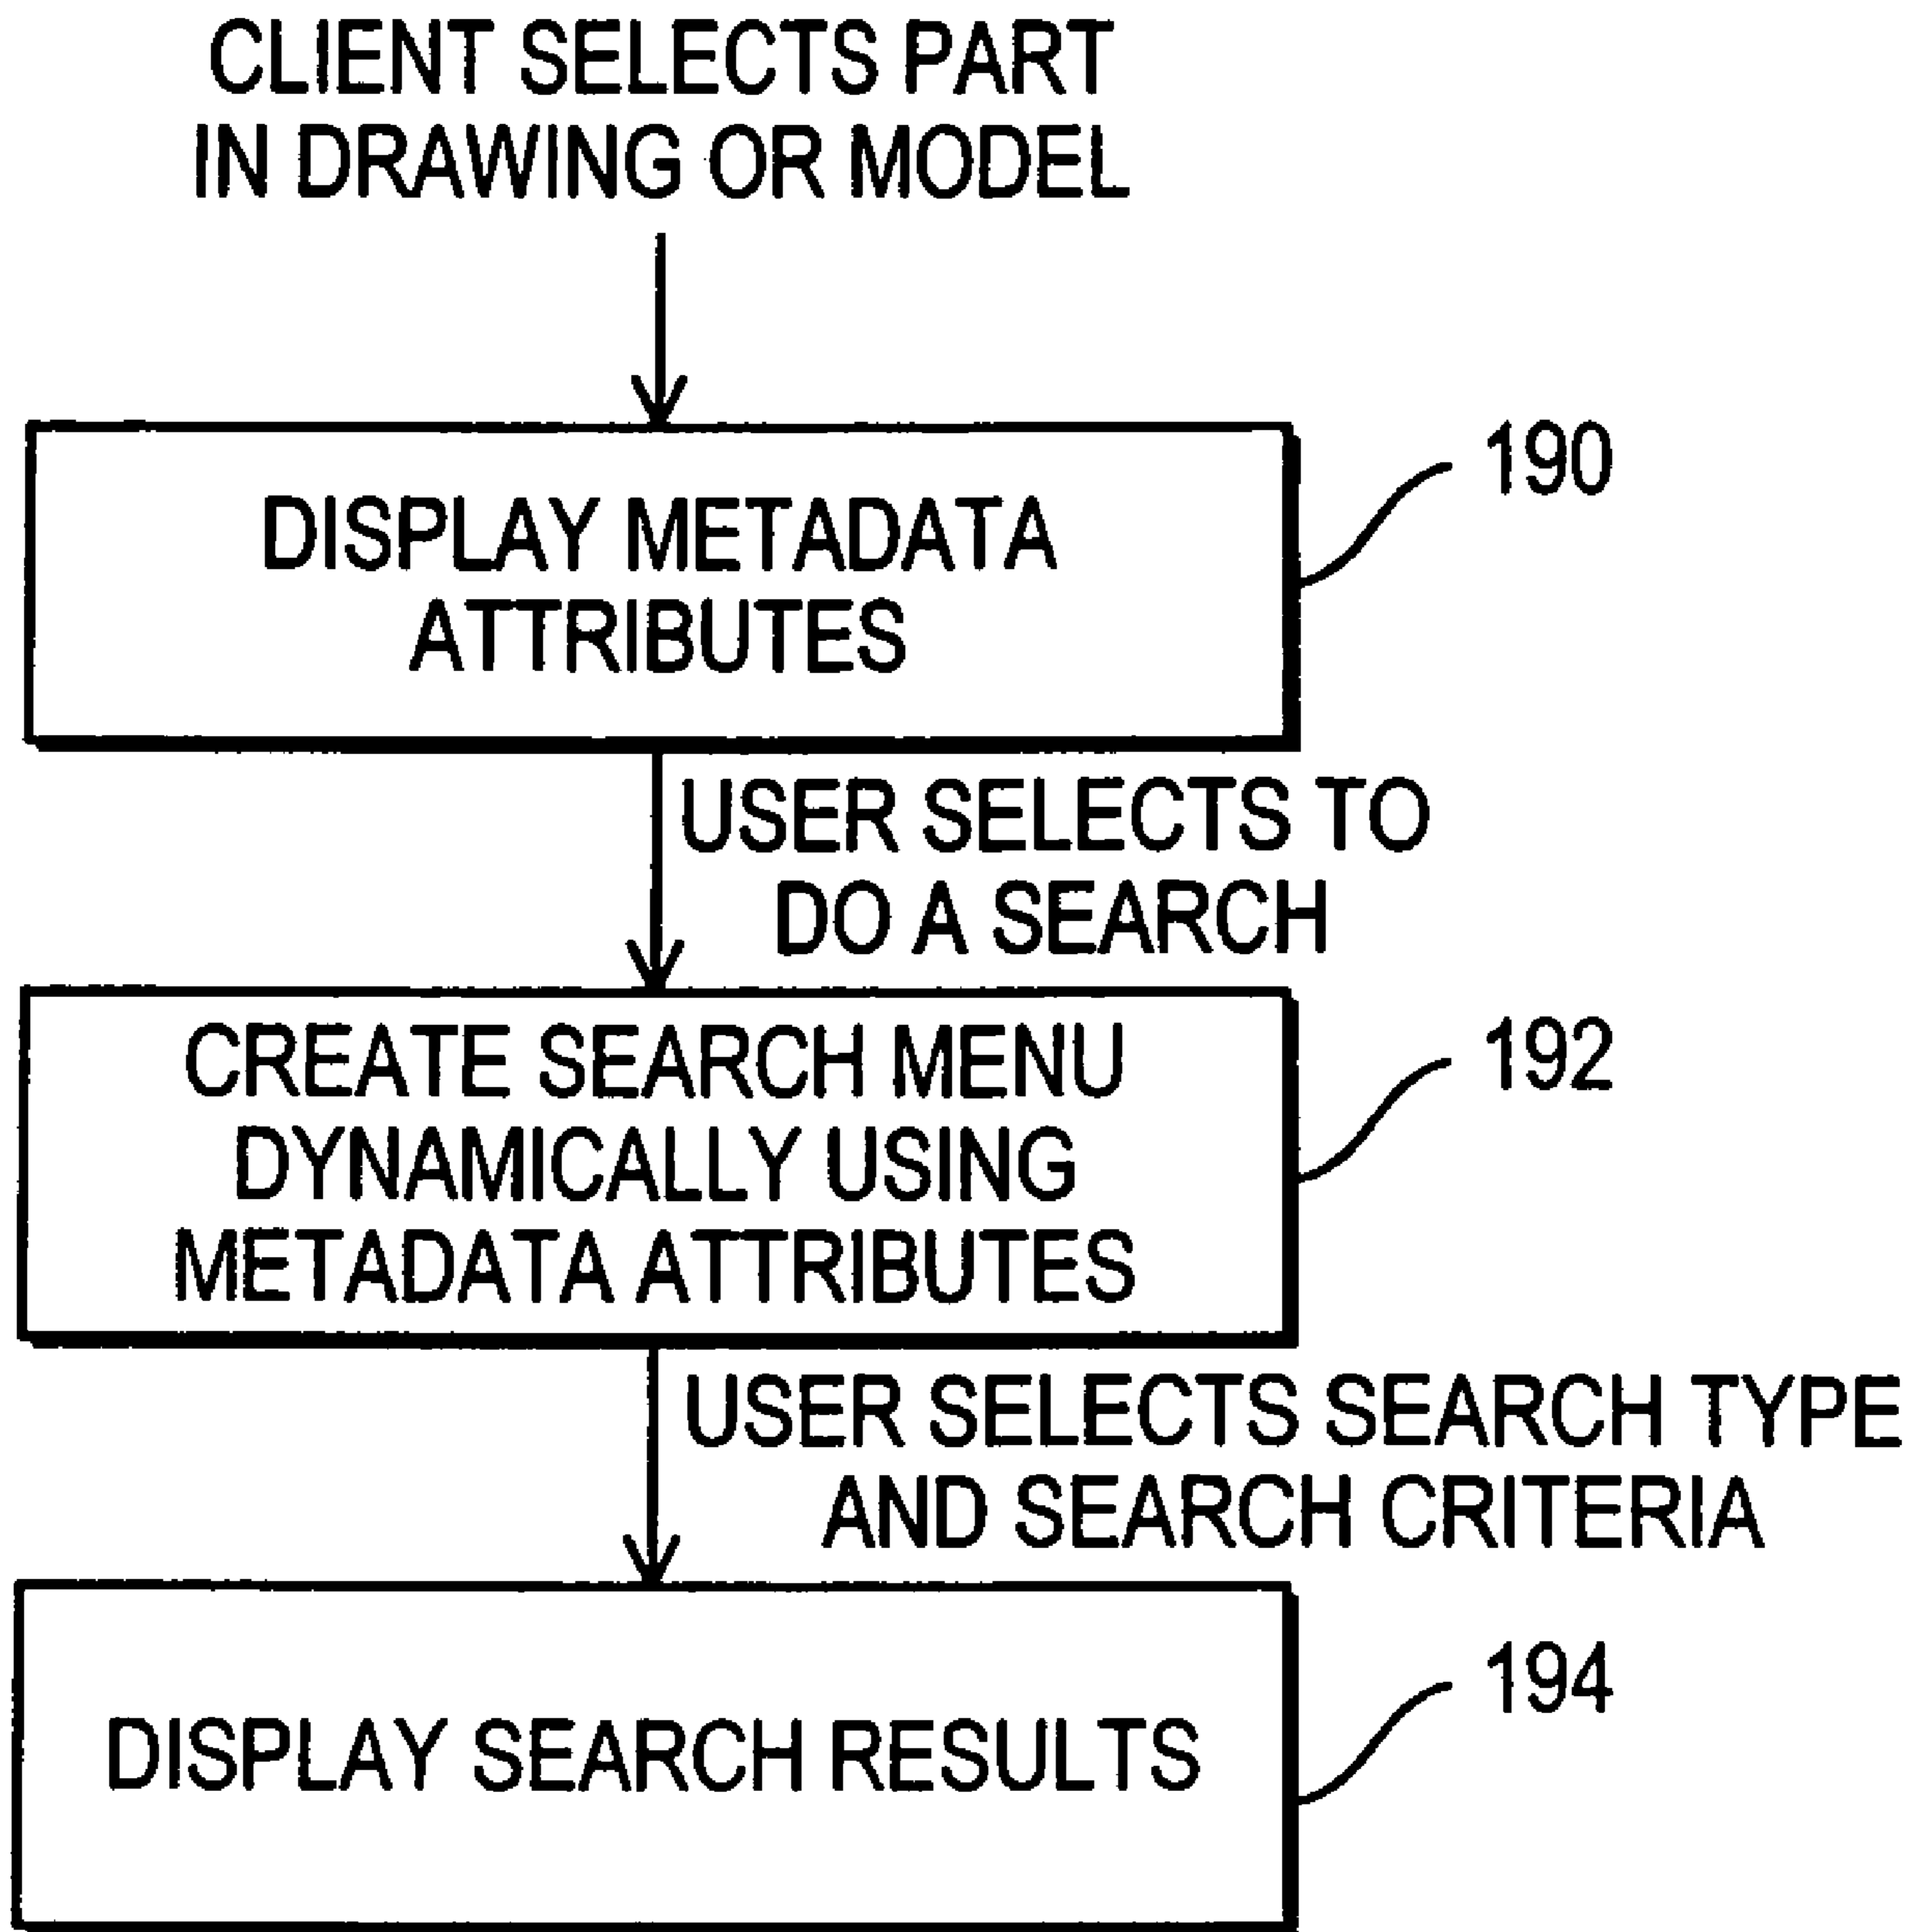 CLIENT SELECTS PART
IN DRAWING OR MODEL
190
DISPLAY METADATA
ATTRIBUTES
USER SELECTS TO
DO A SEARCH
192
CREATE SEARCH MENU
DYNAMICALLY USING
METADATA ATTRIBUTES
USER SELECTS SEARCH TYPE
AND SEARCH CRITERIA
194
DISPLAY SEARCH RESULTS